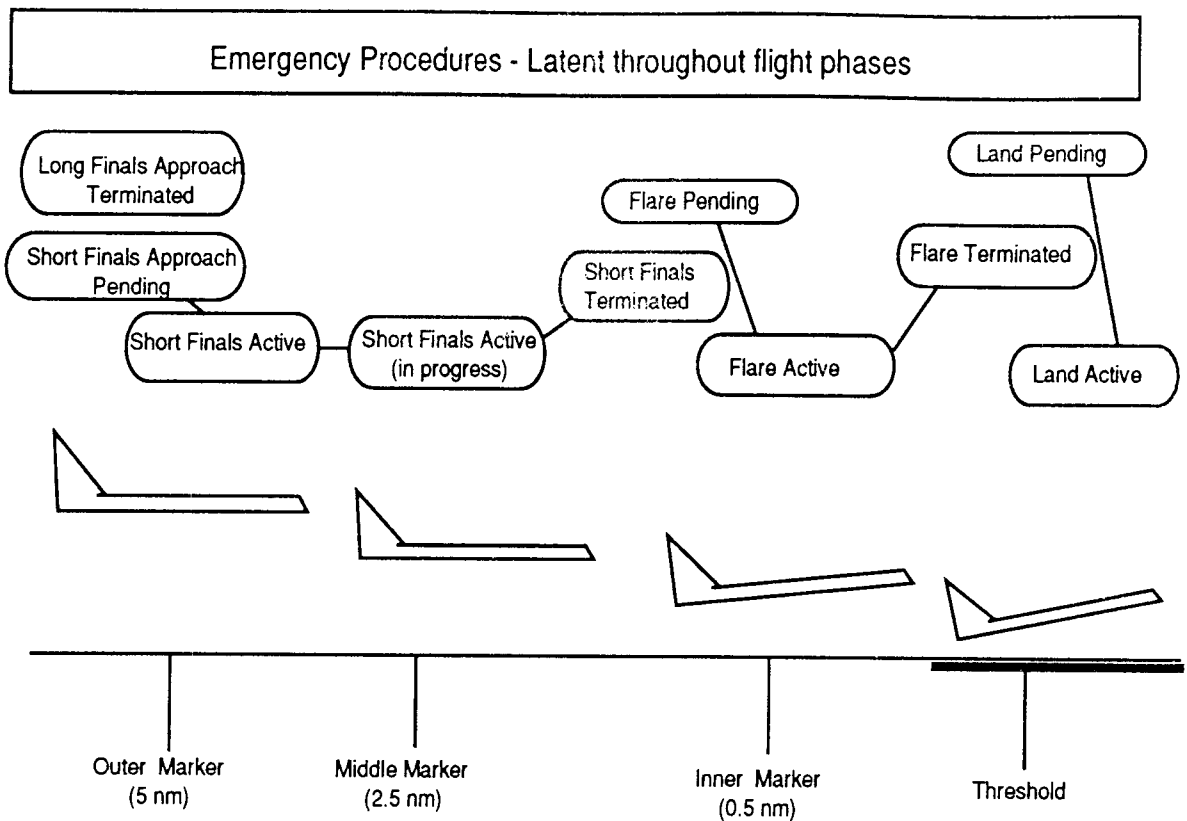 Emergency Procedures - Latent throughout flight phases
Long Finals Approach
Terminated
Short Finals Approach
Pending
Short Finals Active
Short Finals Active
(in progress)
Short Finals
Terminated
Flare Pending
Flare Active
Flare Terminated
Land Pending
Land Active
Outer Marker
(5 nm)
Middle Marker
(2.5 nm)
Inner Marker
(0.5 nm)
Threshold